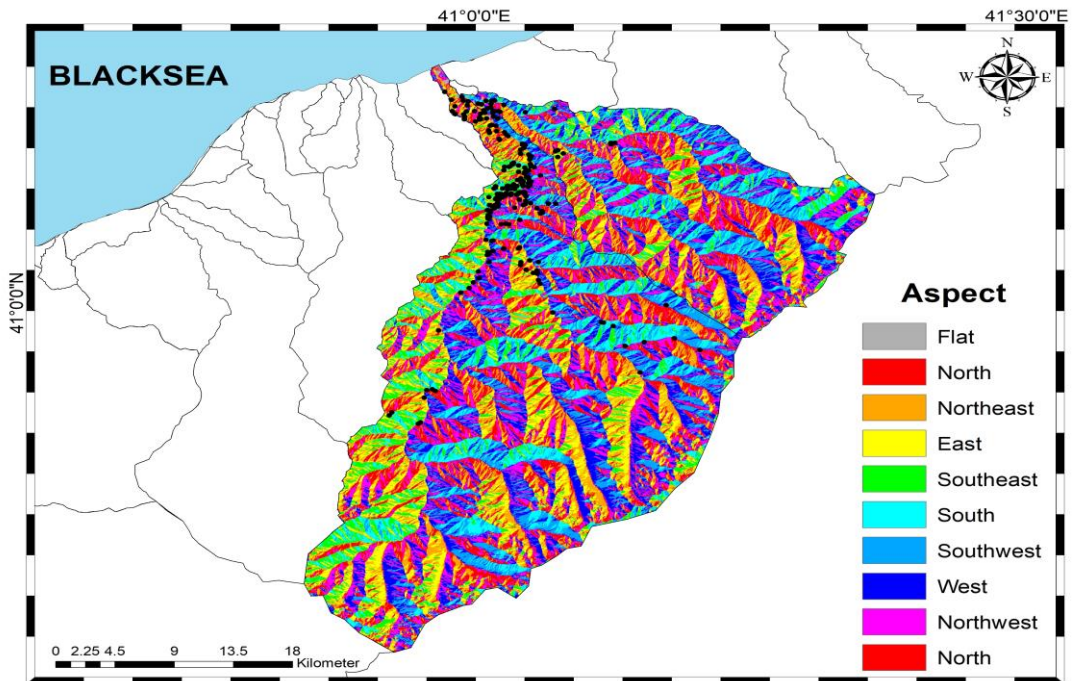 41°0'0"E
41°30'0"E
BLACKSEA
N
W
E
S
41°0'0"N
Aspect
Flat
North
Northeast
East
Southeast
South
Southwest
West
Northwest
North
0 2.25 4.5 9 13.5 18
Kilometer